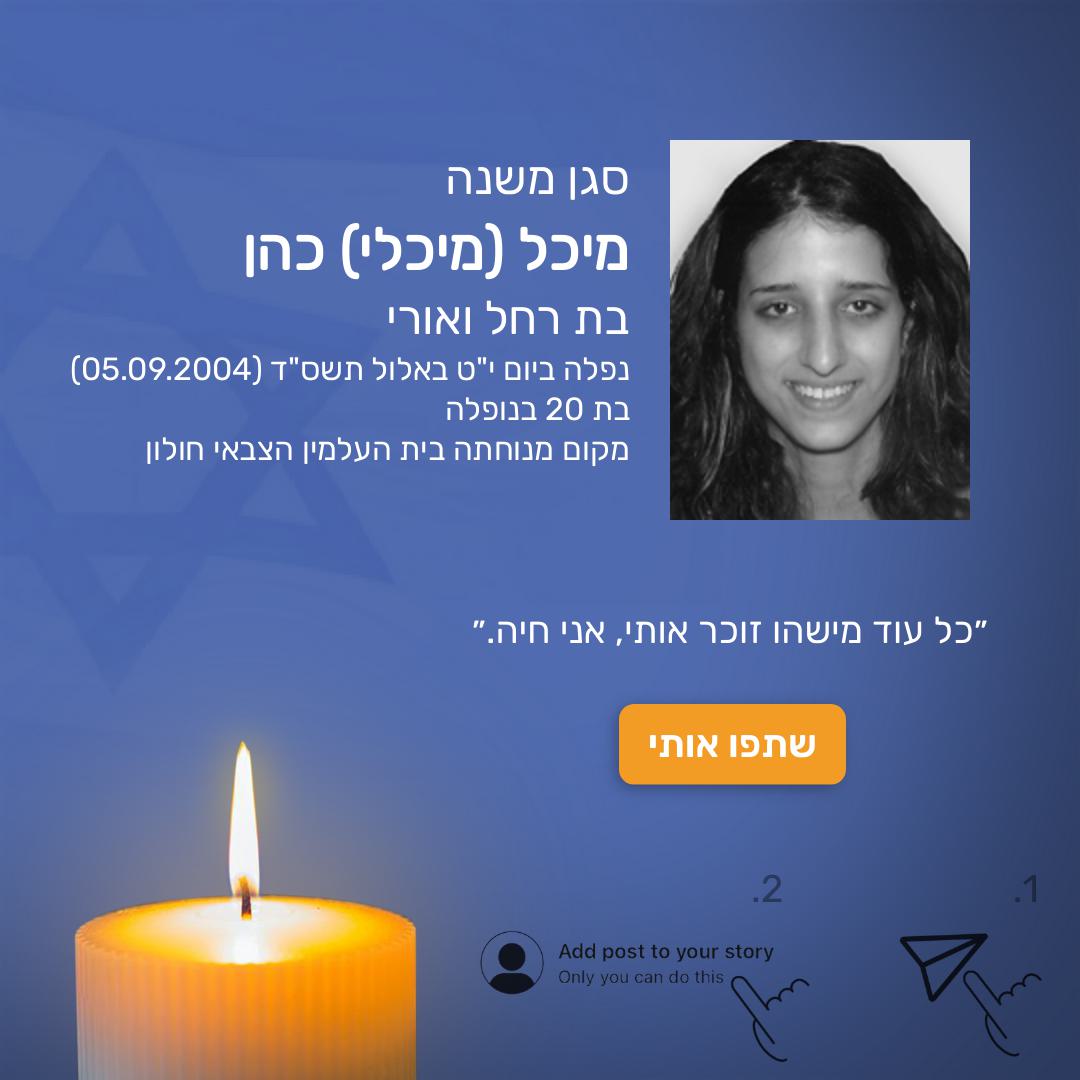 סגן משנה
מיכל (מיכלי) כהן
בת רחל ואורי
נפלה ביום י"ט באלול תשס"ד (05.09.2004)
בת 20 בנופלה
מקום מנוחתה בית העלמין הצבאי חולון
״כל עוד מישהו זוכר אותי, אני חיה.״
שתפו אותי
1.
2.
Add post to your story
Only you can do this